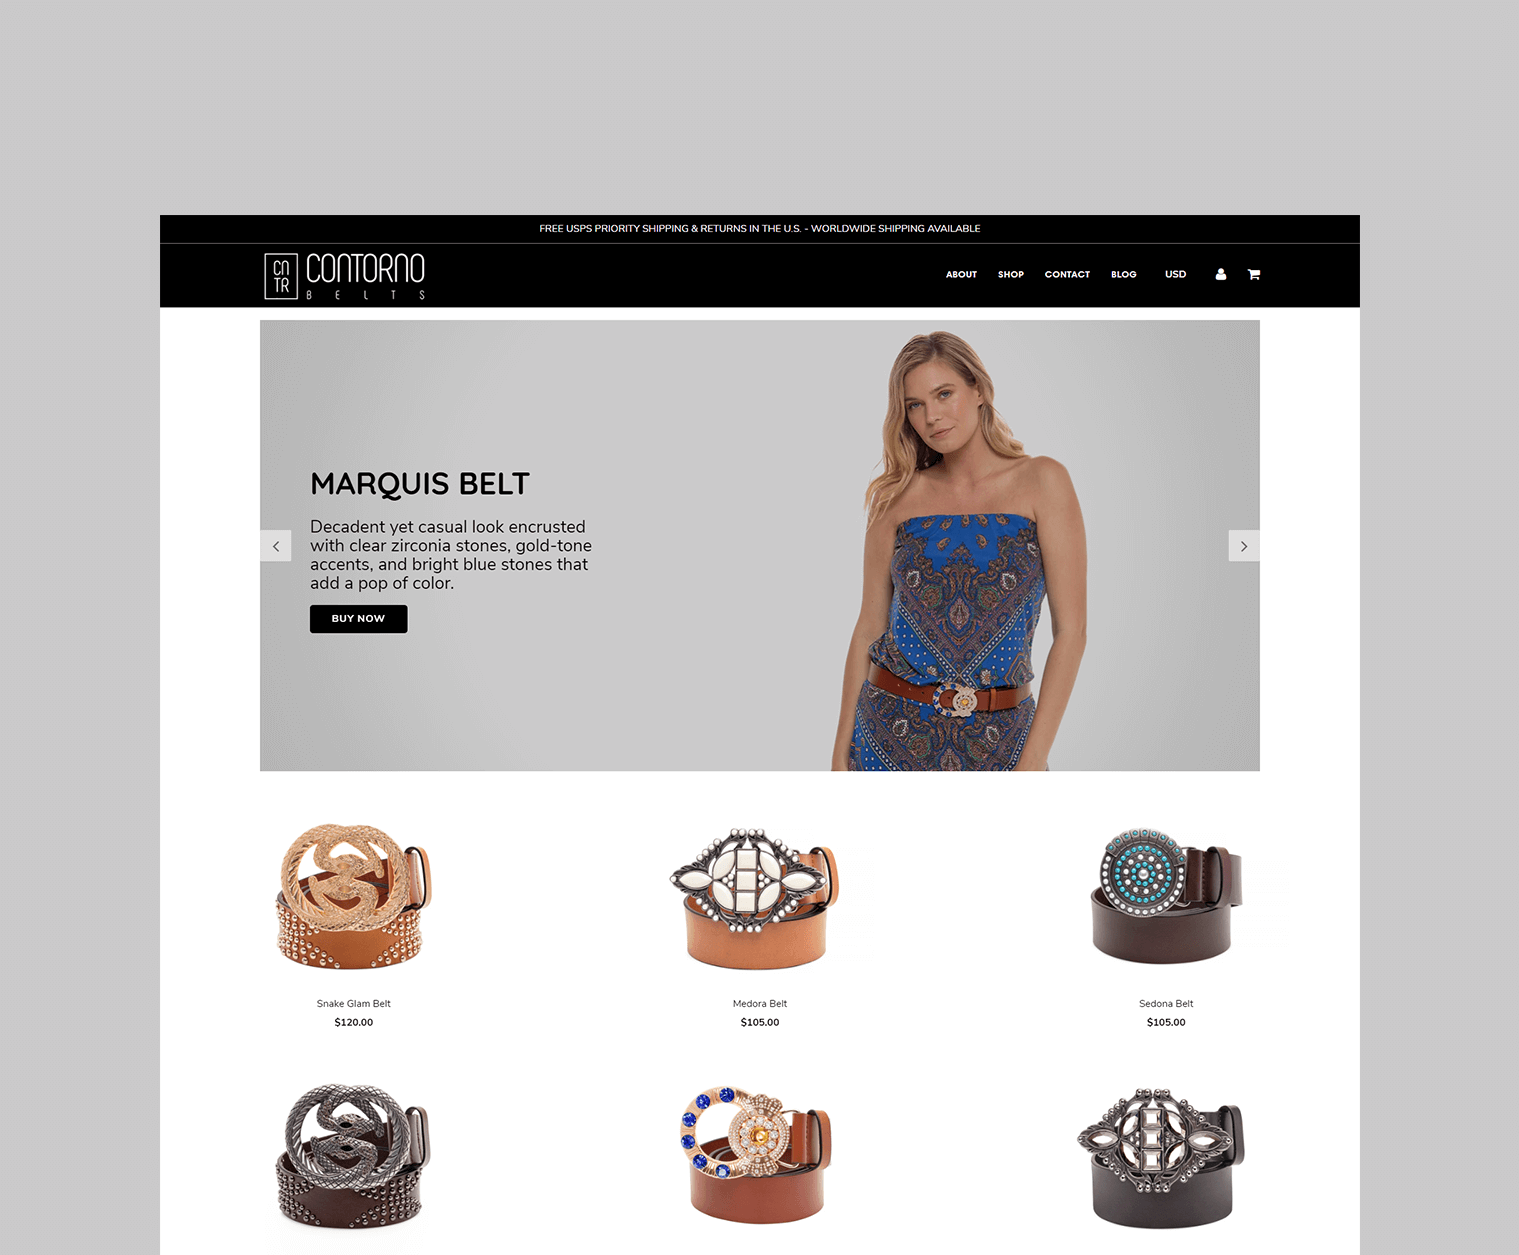 FREE USPS PRIORITY SHIPPING & RETURNS IN THE U.S. - WORLDWIDE SHIPPING AVAILABLE
CN
TR
CONTORNO
BELTS
ABOUT SHOP CONTACT BLOG USD
MARQUIS BELT
Decadent yet casual look encrusted
with clear zirconia stones, gold-tone
accents, and bright blue stones that
add a pop of color.
BUY NOW
Snake Glam Belt
$120.00
Medora Belt
$105.00
Sedona Belt
$105.00